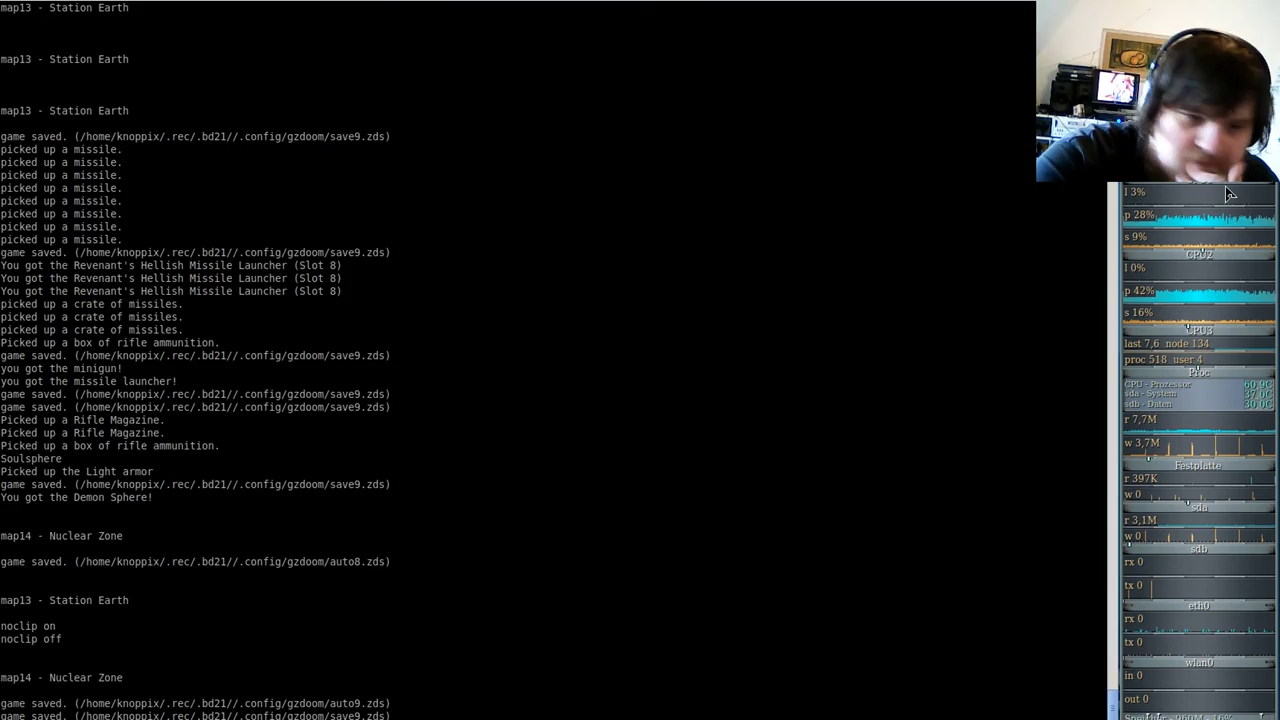 map13 - Station Earth
map13 - Station Earth
map13 - Station Earth
game saved. (/home/knoppix/.rec/.bd21//.config/gzdoom/save9.zds)
picked up a missile.
picked up a missile.
picked up a missile.
picked up a missile.
picked up a missile.
picked up a missile.
picked up a missile.
picked up a missile.
game saved. (/home/knoppix/.rec/.bd21//.config/gzdoom/save9.zds)
You got the Revenant's Hellish Missile Launcher (Slot 8)
You got the Revenant's Hellish Missile Launcher (Slot 8)
You got the Revenant's Hellish Missile Launcher (Slot 8)
picked up a crate of missiles.
picked up a crate of missiles.
picked up a crate of missiles.
Picked up a box of rifle ammunition.
game saved. (/home/knoppix/.rec/.bd21//.config/gzdoom/save9.zds)
you got the minigun!
you got the missile launcher!
game saved. (/home/knoppix/.rec/.bd21//.config/gzdoom/save9.zds)
game saved. (/home/knoppix/.rec/.bd21//.config/gzdoom/save9.zds)
Picked up a Rifle Magazine.
Picked up a Rifle Magazine.
Picked up a box of rifle ammunition.
Soulsphere
Picked up the Light armor
game saved. (/home/knoppix/.rec/.bd21//.config/gzdoom/save9.zds)
You got the Demon Sphere!
map14 - Nuclear Zone
game saved. (/home/knoppix/.rec/.bd21//.config/gzdoom/auto8.zds)
map13 - Station Earth
noclip on
noclip off
map14 - Nuclear Zone
game saved. (/home/knoppix/.rec/.bd21//.config/gzdoom/auto9.zds)
game saved. (/home/knoppix/.rec/.bd21//.config/gzdoom/save9.zds)
l 3%
p 28%
s 9%
CPU2
l 0%
p 42%
s 16%
CPU3
last 7,6 node 134
proc 518 user 4
Proc
CPU - Prozessor 60.9C
sda - System 37.0C
sdb - Daten 30.0C
r 7,7M
w 3,7M
Festplatte
r 397K
w 0
sda
r 3,1M
w 0
sdb
rx 0
tx 0
eth0
rx 0
tx 0
wlan0
in 0
out 0
Speicher - 960M - 16%